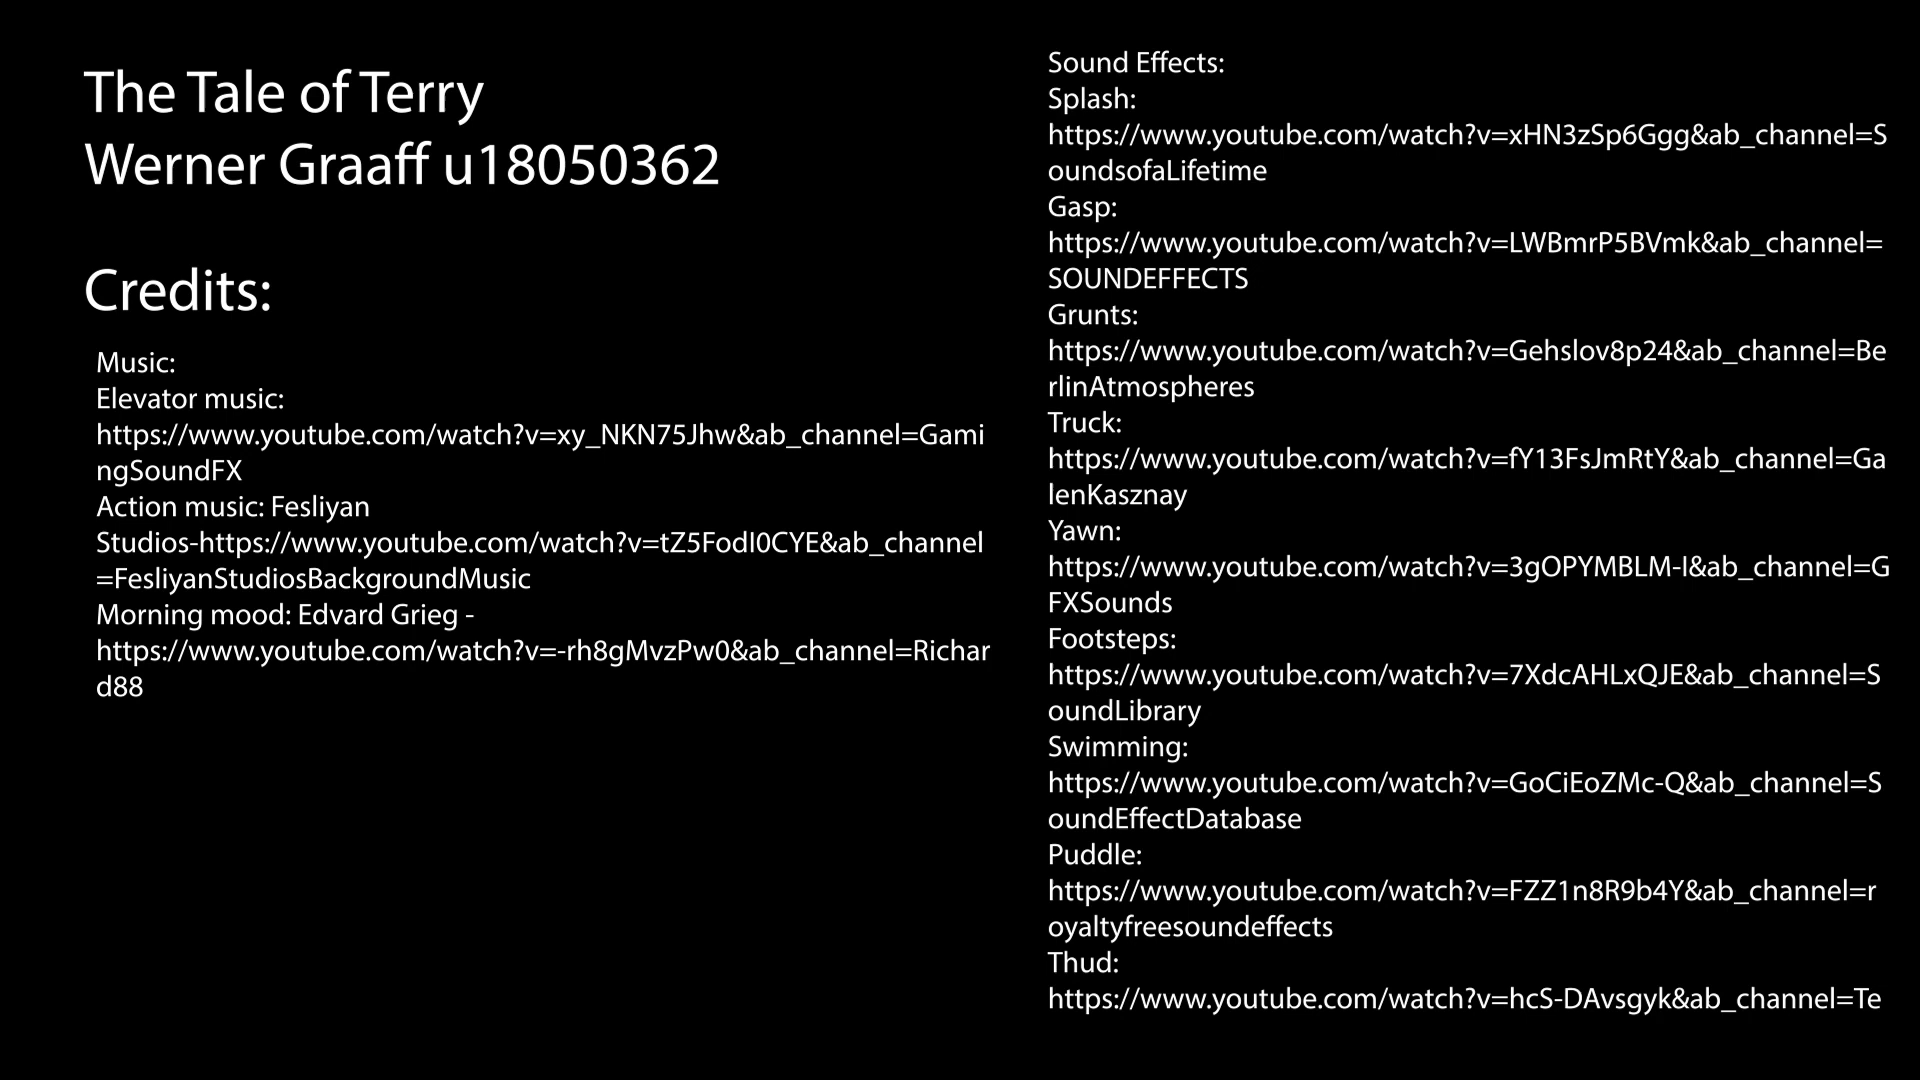 The Tale of Terry
Werner Graaff u18050362
Credits:
Music:
Elevator music:
https://www.youtube.com/watch?v=xy_NKN75Jhw&ab_channel=Gami
ngSoundFX
Action music: Fesliyan
Studios-https://www.youtube.com/watch?v=tZ5FodI0CYE&ab_channel
=FesliyanStudiosBackgroundMusic
Morning mood: Edvard Grieg -
https://www.youtube.com/watch?v=-rh8gMvzPw0&ab_channel=Richar
d88
Sound Effects:
Splash:
https://www.youtube.com/watch?v=xHN3zSp6Ggg&ab_channel=S
oundsofaLifetime
Gasp:
https://www.youtube.com/watch?v=LWBmrP5BVmk&ab_channel=
SOUNDEFFECTS
Grunts:
https://www.youtube.com/watch?v=Gehslov8p24&ab_channel=Be
rlinAtmospheres
Truck:
https://www.youtube.com/watch?v=fY13FsJmRtY&ab_channel=Ga
lenKasznay
Yawn:
https://www.youtube.com/watch?v=3gOPYMBLM-I&ab_channel=G
FXSounds
Footsteps:
https://www.youtube.com/watch?v=7XdcAHLxQJE&ab_channel=S
oundLibrary
Swimming:
https://www.youtube.com/watch?v=GoCiEoZMc-Q&ab_channel=S
oundEffectDatabase
Puddle:
https://www.youtube.com/watch?v=FZZ1n8R9b4Y&ab_channel=r
oyaltyfreesoundeffects
Thud:
https://www.youtube.com/watch?v=hcS-DAvsgyk&ab_channel=Te